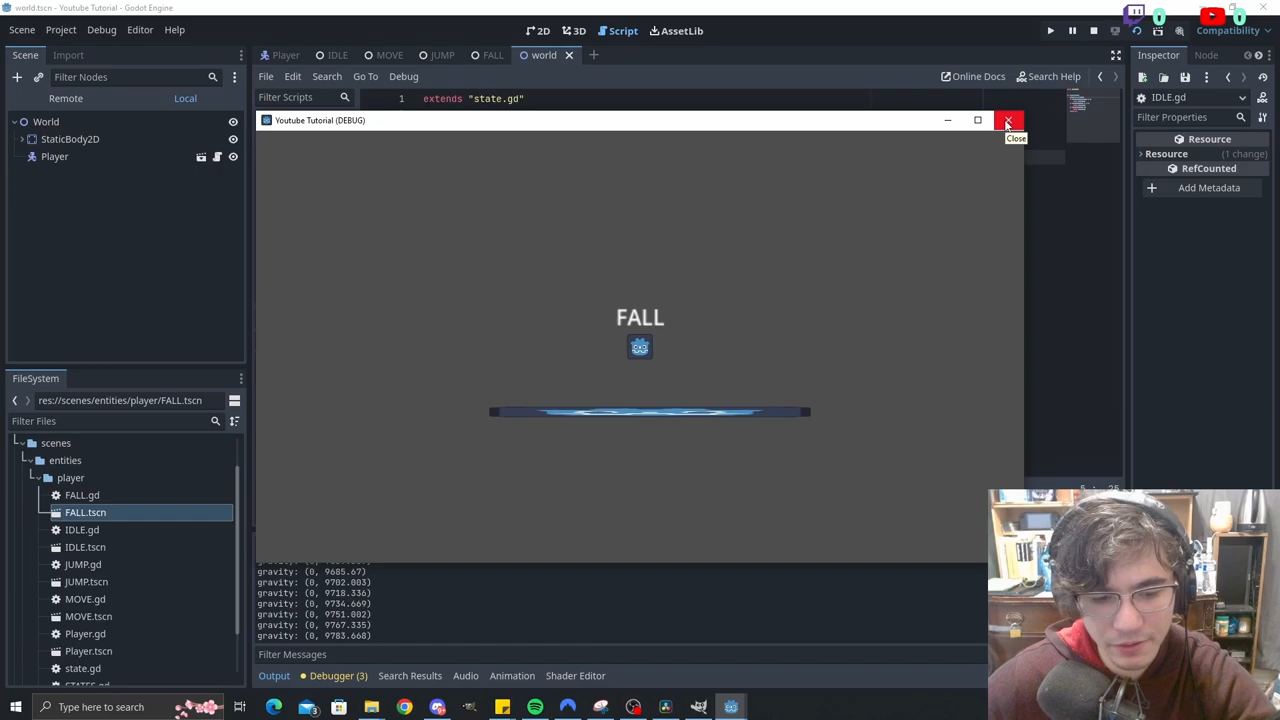 world.tscn - Youtube Tutorial - Godot Engine
0
0
Scene
Project
Debug
Editor
Help
2D
3D
Script
AssetLib
Compatibility
Scene
Import
Player
IDLE
MOVE
JUMP
FALL
world
Inspector
Node
Filter Nodes
File
Edit
Search
Go To
Debug
Online Docs
Search Help
Remote
Local
Filter Scripts
1
extends "state.gd"
IDLE.gd
World
StaticBody2D
Player
Youtube Tutorial (DEBUG)
Close
Filter Properties
Resource
Resource
(1 change)
RefCounted
Add Metadata
FALL
FileSystem
res://scenes/entities/player/FALL.tscn
Filter Files
scenes
entities
player
FALL.gd
FALL.tscn
IDLE.gd
IDLE.tscn
JUMP.gd
JUMP.tscn
MOVE.gd
MOVE.tscn
Player.gd
Player.tscn
state.gd
gravity: (0, 9685.67)
gravity: (0, 9702.003)
gravity: (0, 9718.336)
gravity: (0, 9734.669)
gravity: (0, 9751.002)
gravity: (0, 9767.335)
gravity: (0, 9783.668)
Filter Messages
Output
Debugger (3)
Search Results
Audio
Animation
Shader Editor
Type here to search